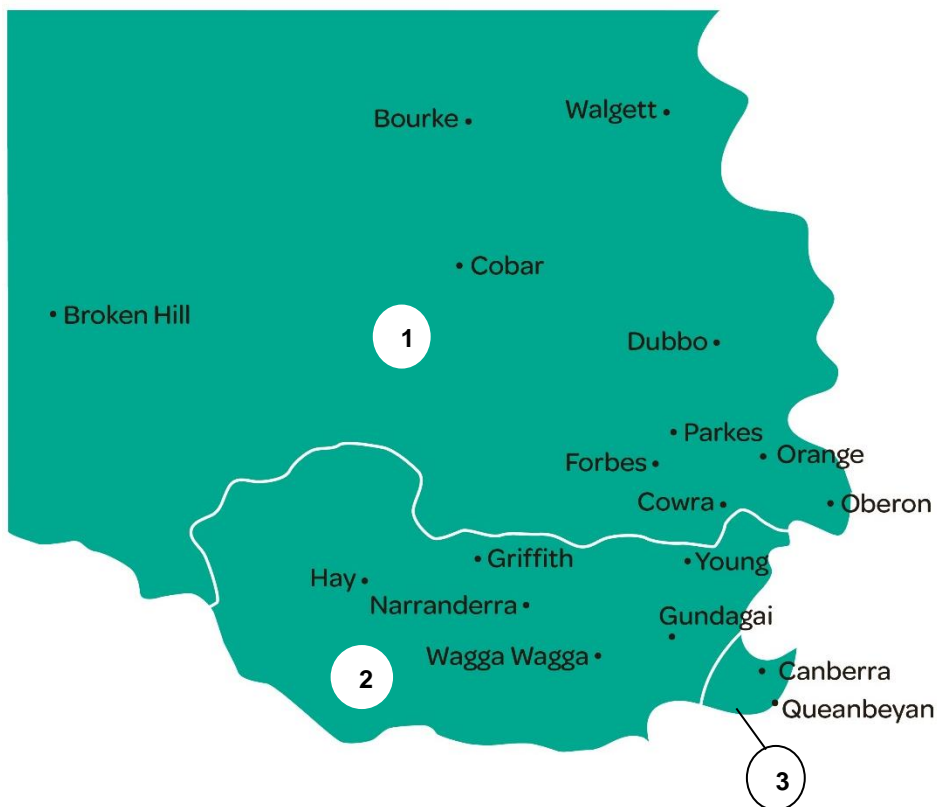 Walgett
Bourke
Cobar
Broken Hill
1
Dubbo
Parkes
Orange
Forbes
Cowra
Oberon
Griffith
Young
Hay
Narranderra
Gundagai
Wagga Wagga
2
Canberra
Queanbeyan
3